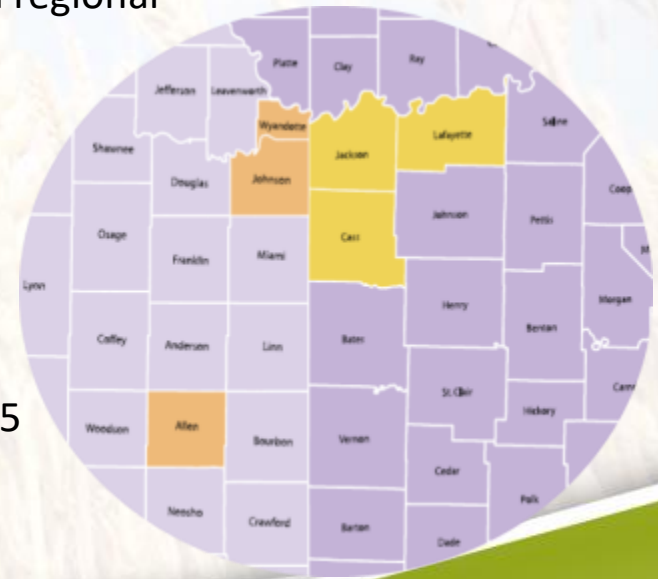 regional
Platte
Clay
Ray
Jefferson
Leavenworth
Wyandotte
Jackson
Lafayette
Saline
Shawnee
Douglas
Johnson
Johnson
Pettis
Coop
Osage
Franklin
Miami
Cass
Lyon
Henry
Morgan
Benton
Coffey
Anderson
Linn
Bates
St. Clair
Hickory
Cam
5
Woodson
Allen
Bourbon
Vernon
Cedar
Polk
Neosho
Crawford
Barton
Dade